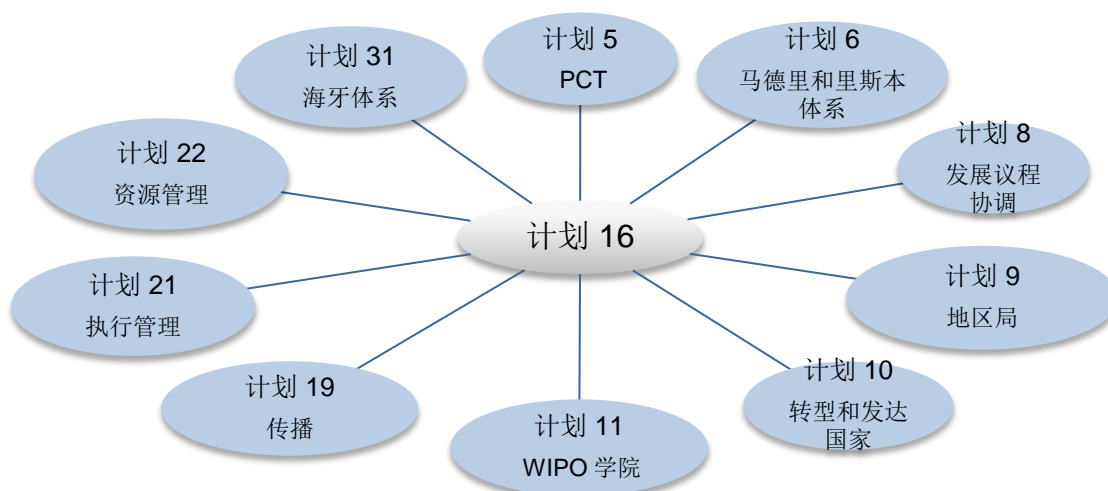 计划 5
PCT
计划 6
马德里和里斯本
体系
计划 31
海牙体系
计划 8
发展议程
协调
计划 22
资源管理
计划 16
计划 9
地区局
计划 21
执行管理
计划 10
转型和发达
国家
计划 19
传播
计划 11
WIPO 学院